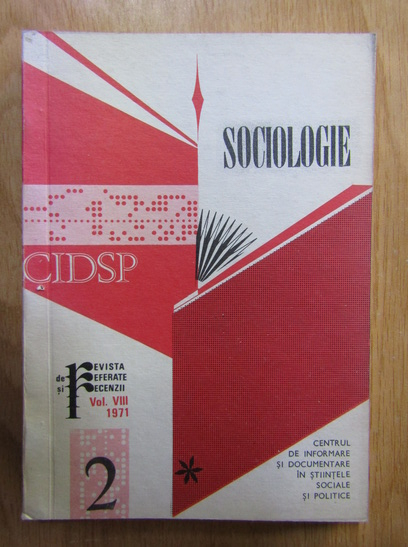 SOCIOLOGIE
CIDSP
REVISTA
de REFERATE
și RECENZII
Vol. VIII
1971
2
CENTRUL
DE INFORMARE
ȘI DOCUMENTARE
ÎN ȘTIINȚELE
SOCIALE
ȘI POLITICE